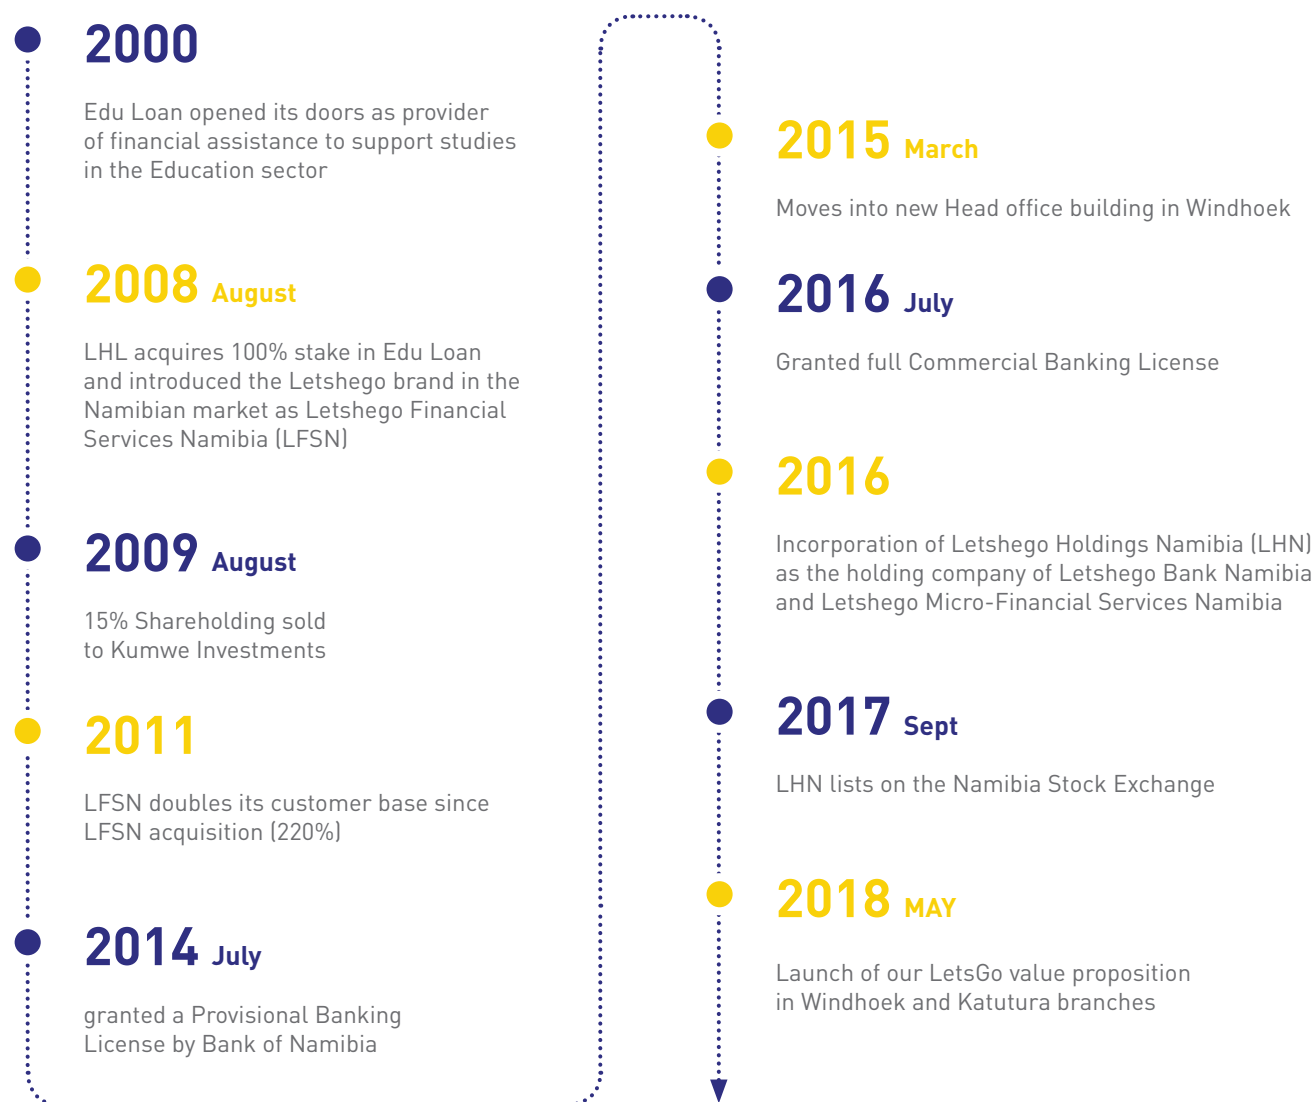 2000
Edu Loan opened its doors as provider
of financial assistance to support studies
in the Education sector
2008 August
LHL acquires 100% stake in Edu Loan
and introduced the Letshego brand in the
Namibian market as Letshego Financial
Services Namibia (LFSN)
2009 August
15% Shareholding sold
to Kumwe Investments
2011
LFSN doubles its customer base since
LFSN acquisition (220%)
2014 July
granted a Provisional Banking
License by Bank of Namibia
2015 March
Moves into new Head office building in Windhoek
2016 July
Granted full Commercial Banking License
2016
Incorporation of Letshego Holdings Namibia (LHN)
as the holding company of Letshego Bank Namibia
and Letshego Micro-Financial Services Namibia
2017 Sept
LHN lists on the Namibia Stock Exchange
2018 MAY
Launch of our LetsGo value proposition
in Windhoek and Katutura branches